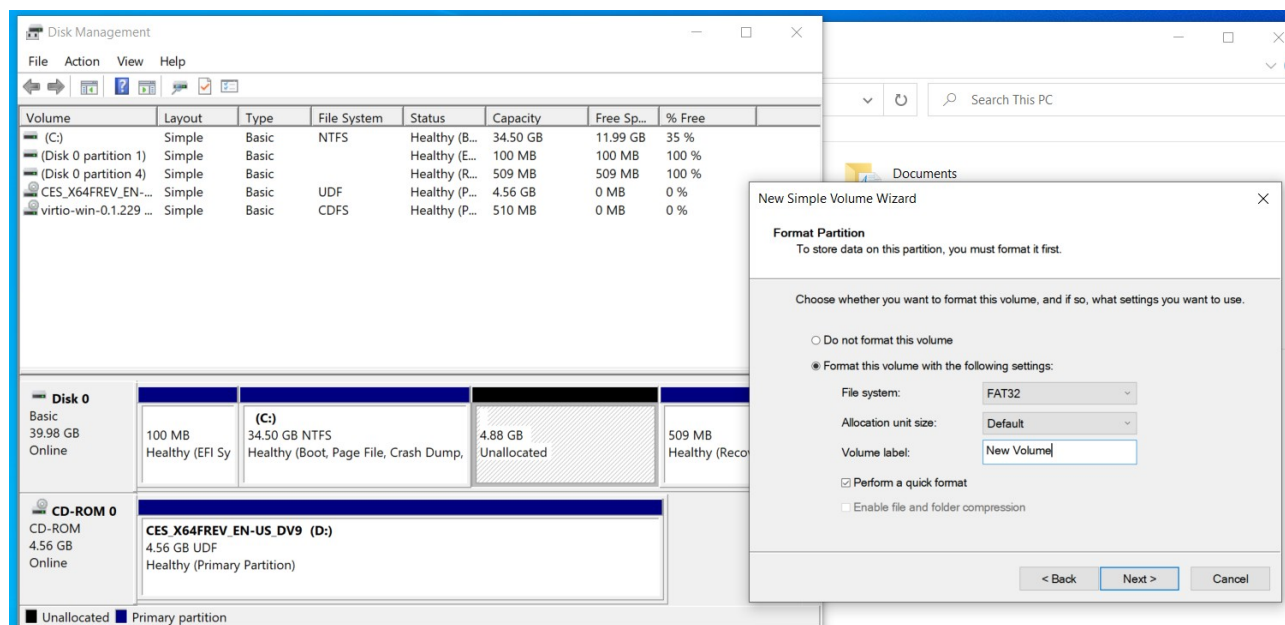 Disk Management
File Action View Help
Volume Layout Type File System Status Capacity Free Sp... % Free
(C:) Simple Basic NTFS Healthy (B... 34.50 GB 11.99 GB 35 %
(Disk 0 partition 1) Simple Basic Healthy (E... 100 MB 100 MB 100 %
(Disk 0 partition 4) Simple Basic Healthy (R... 509 MB 509 MB 100 %
CES_X64FREV_EN-... Simple Basic UDF Healthy (P... 4.56 GB 0 MB 0 %
virtio-win-0.1.229 ... Simple Basic CDFS Healthy (P... 510 MB 0 MB 0 %
Disk 0
Basic
39.98 GB
Online
100 MB
Healthy (EFI Sy
(C:)
34.50 GB NTFS
Healthy (Boot, Page File, Crash Dump,
4.88 GB
Unallocated
509 MB
Healthy (Reco
CD-ROM 0
CD-ROM
4.56 GB
Online
CES_X64FREV_EN-US_DV9 (D:)
4.56 GB UDF
Healthy (Primary Partition)
Unallocated Primary partition
Search This PC
Documents
New Simple Volume Wizard
Format Partition
To store data on this partition, you must format it first.
Choose whether you want to format this volume, and if so, what settings you want to use.
Do not format this volume
Format this volume with the following settings:
File system: FAT32
Allocation unit size: Default
Volume label: New Volume
Perform a quick format
Enable file and folder compression
< Back Next > Cancel